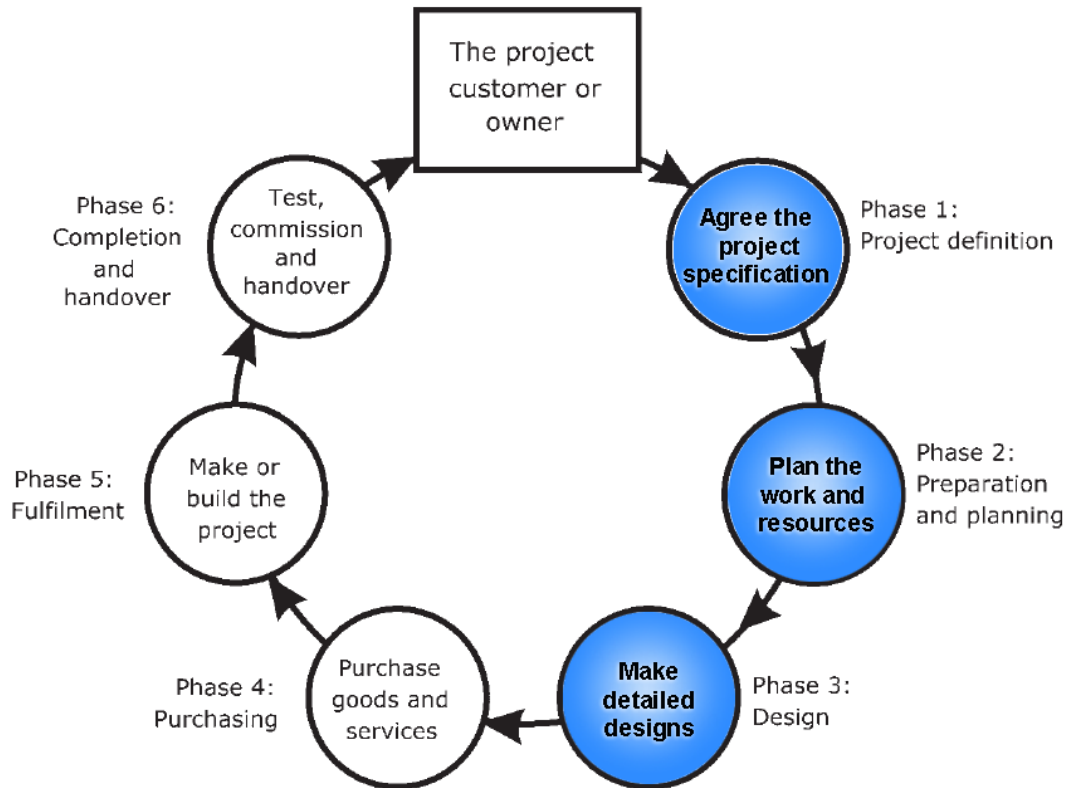 The project
customer or
owner
Agree the
project
specification
Phase 1:
Project definition
Plan the
work and
resources
Phase 2:
Preparation
and planning
Make
detailed
designs
Phase 3:
Design
Purchase
goods and
services
Phase 4:
Purchasing
Make or
build the
project
Phase 5:
Fulfilment
Test,
commission
and
handover
Phase 6:
Completion
and
handover